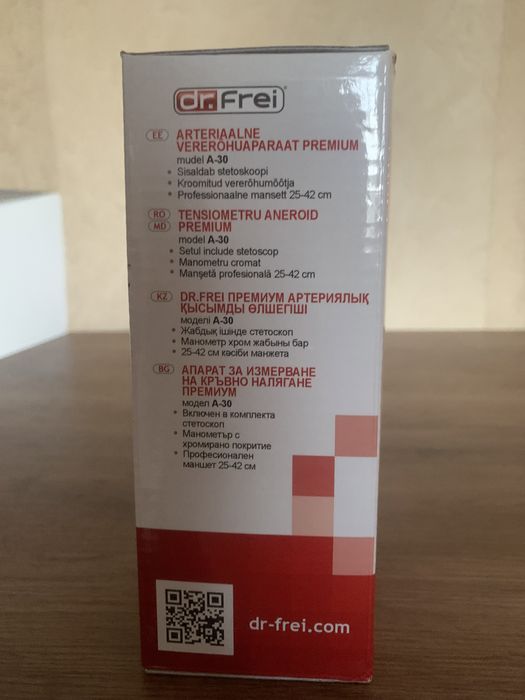 dr.Frei
EE ARTERIAALNE
VERERÕHUAPARAAT PREMIUM
mudel A-30
• Sisaldab stetoskoopi
• Kroomitud vererõhumõõtja
• Professionaalne mansett 25-42 cm
RO TENSIOMETRU ANEROID
MD PREMIUM
model A-30
• Setul include stetoscop
• Manometru cromat
• Manşetă profesională 25-42 cm
KZ DR.FREI ПРЕМИУМ АРТЕРИЯЛЫҚ
ҚЫСЫМДЫ ӨЛШЕГІШІ
моделі A-30
• Жабдық ішінде стетоскоп
• Манометр хром жабыны бар
• 25-42 см кәсіби манжета
BG АПАРАТ ЗА ИЗМЕРВАНЕ
НА КРЪВНО НАЛЯГАНЕ
ПРЕМИУМ
модел A-30
• Включен в комплекта
стетоскоп
• Манометър с
хромирано покритие
• Професионален
маншет 25-42 см
dr-frei.com